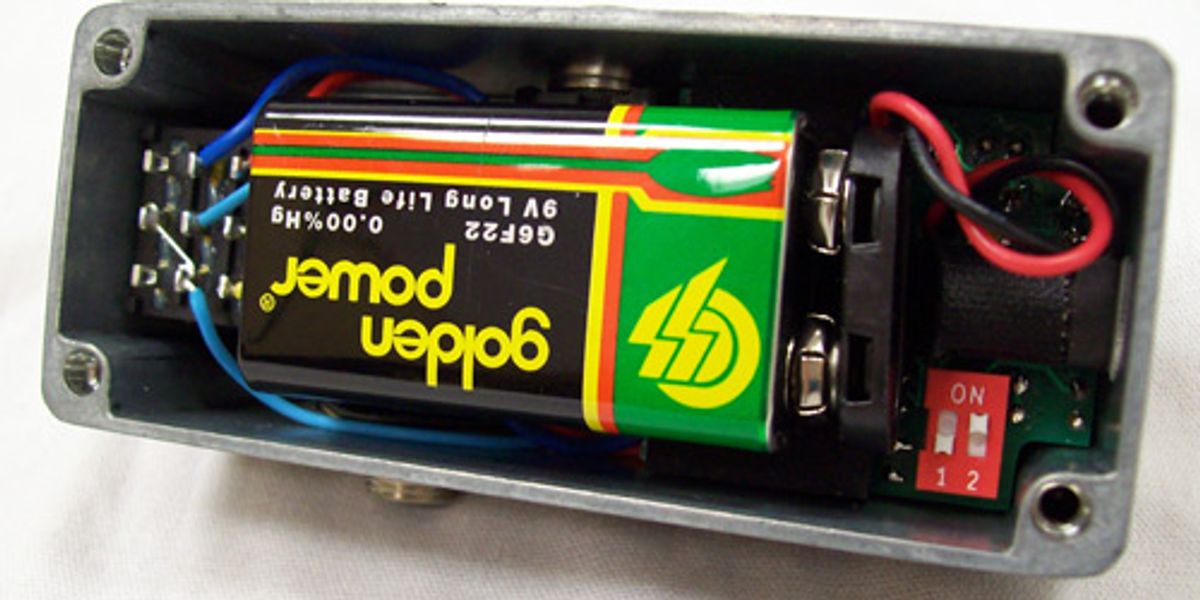 golden
power®
G6F22 0.00%Hg
9V Long Life Battery
ON
1 2